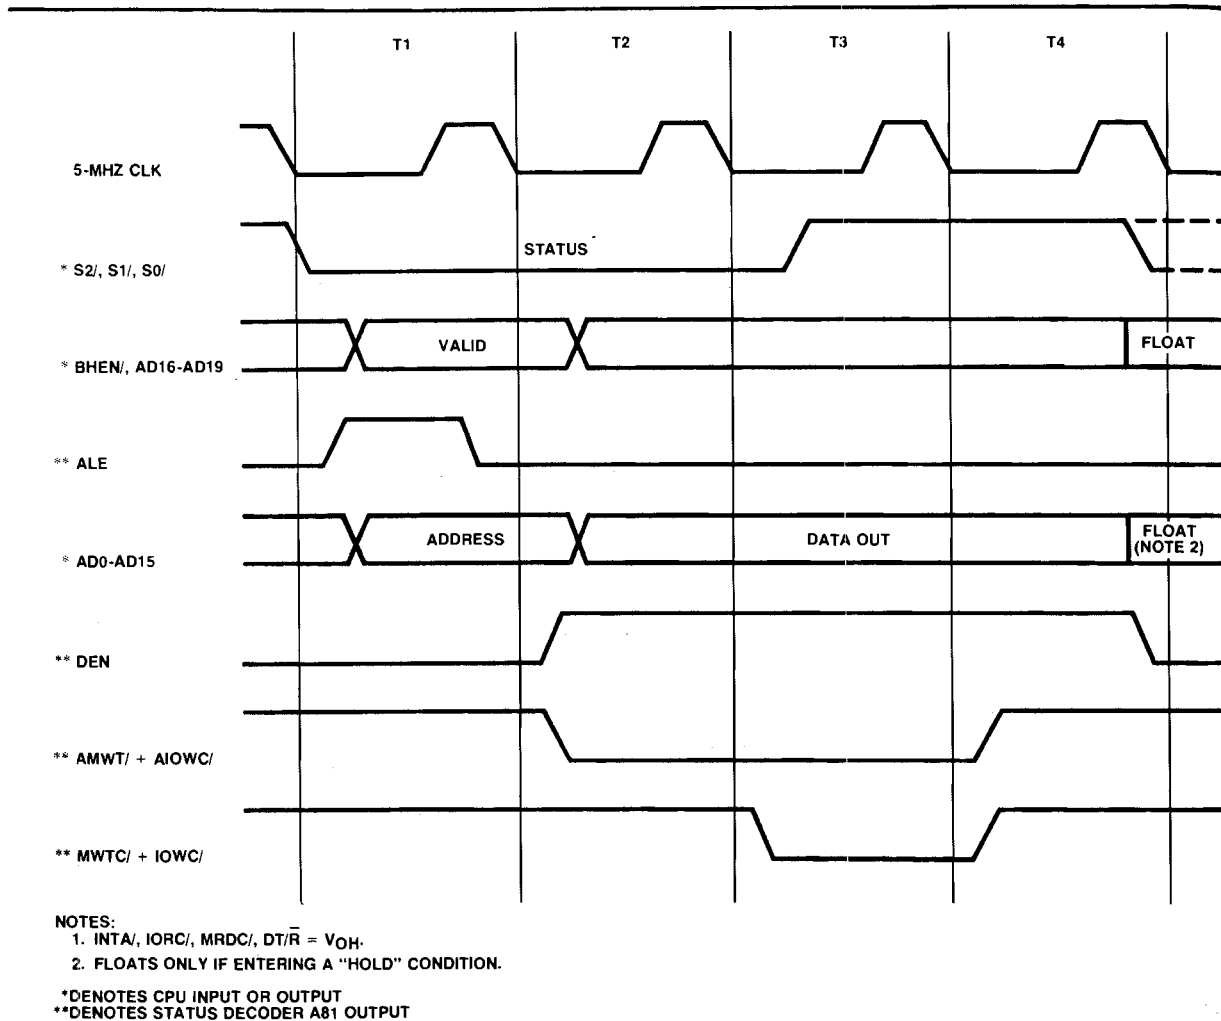 T1 T2 T3 T4
5-MHZ CLK
STATUS
* S2/, S1/, S0/
VALID
FLOAT
* BHEN/, AD16-AD19
** ALE
ADDRESS DATA OUT FLOAT
(NOTE 2)
* AD0-AD15
** DEN
** AMWT/ + AIOWC/
** MWTC/ + IOWC/
NOTES:
1. INTA/, IORC/, MRDC/, DT/R̅ = VOH.
2. FLOATS ONLY IF ENTERING A "HOLD" CONDITION.
*DENOTES CPU INPUT OR OUTPUT
**DENOTES STATUS DECODER A81 OUTPUT